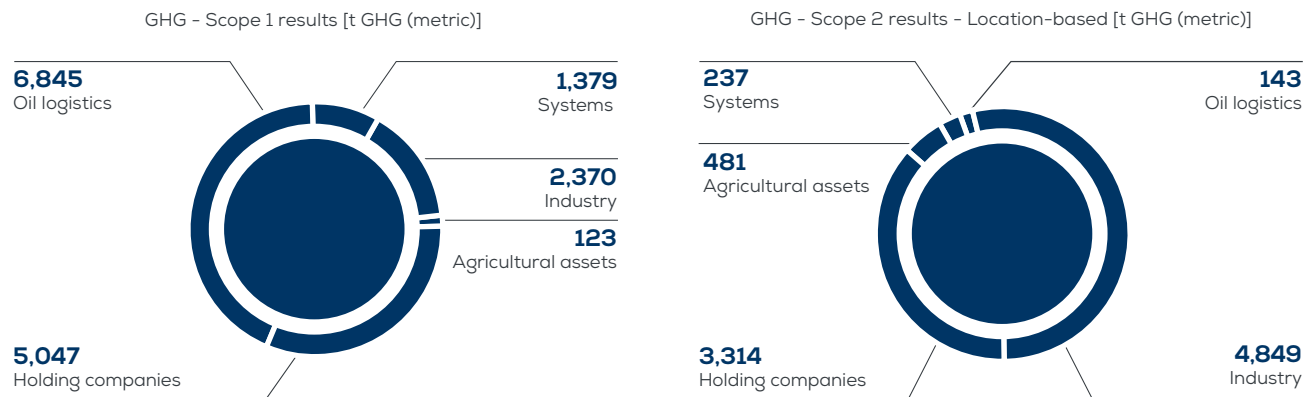 GHG - Scope 1 results [t GHG (metric)]
6,845
Oil logistics
1,379
Systems
2,370
Industry
123
Agricultural assets
5,047
Holding companies
GHG - Scope 2 results - Location-based [t GHG (metric)]
237
Systems
143
Oil logistics
481
Agricultural assets
3,314
Holding companies
4,849
Industry